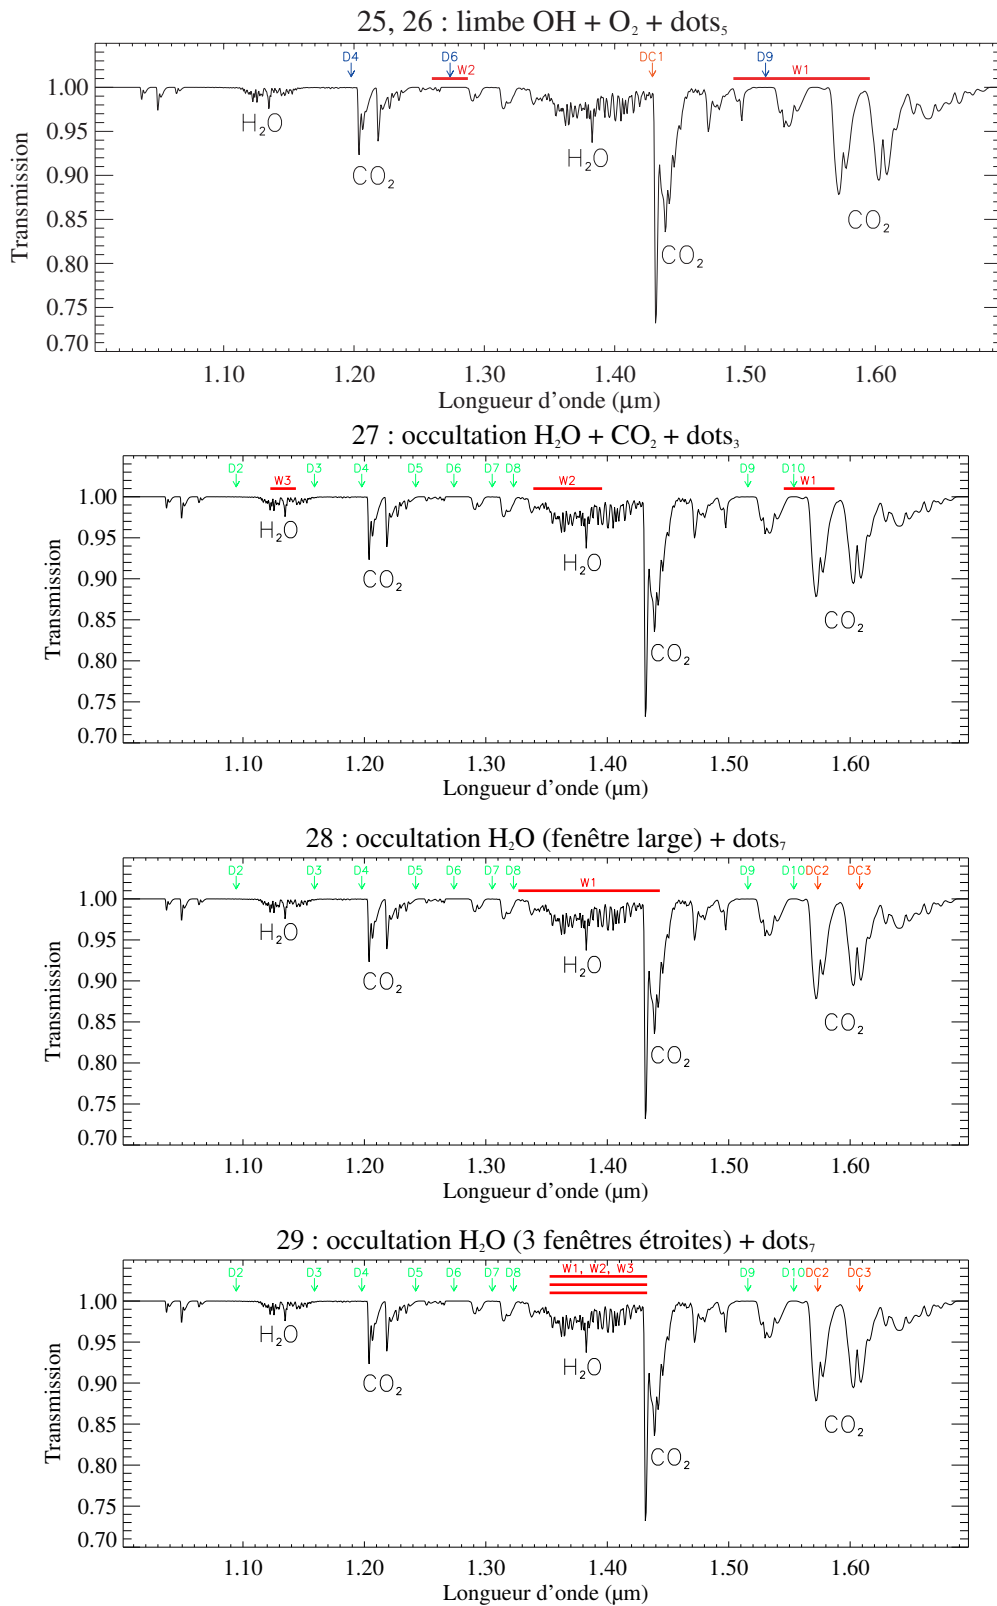 25, 26 : limbe OH + O₂ + dots₅
D4 D6 W2 DC1 D9 W1
1.00
0.95
0.90
0.85
0.80
0.75
0.70
Transmission
H₂O
CO₂
H₂O
CO₂
CO₂
1.10 1.20 1.30 1.40 1.50 1.60
Longueur d'onde (μm)
27 : occultation H₂O + CO₂ + dots₃
D2 W3 D3 D4 D5 D6 D7 D8 W2 D9 D10 W1
1.00
0.95
0.90
0.85
0.80
0.75
0.70
Transmission
H₂O
CO₂
H₂O
CO₂
CO₂
1.10 1.20 1.30 1.40 1.50 1.60
Longueur d'onde (μm)
28 : occultation H₂O (fenêtre large) + dots₇
D2 D3 D4 D5 D6 D7 D8 W1 D9 D10 DC2 DC3
1.00
0.95
0.90
0.85
0.80
0.75
0.70
Transmission
H₂O
CO₂
H₂O
CO₂
CO₂
1.10 1.20 1.30 1.40 1.50 1.60
Longueur d'onde (μm)
29 : occultation H₂O (3 fenêtres étroites) + dots₇
D2 D3 D4 D5 D6 D7 D8 W1, W2, W3 D9 D10 DC2 DC3
1.00
0.95
0.90
0.85
0.80
0.75
0.70
Transmission
H₂O
CO₂
H₂O
CO₂
CO₂
1.10 1.20 1.30 1.40 1.50 1.60
Longueur d'onde (μm)